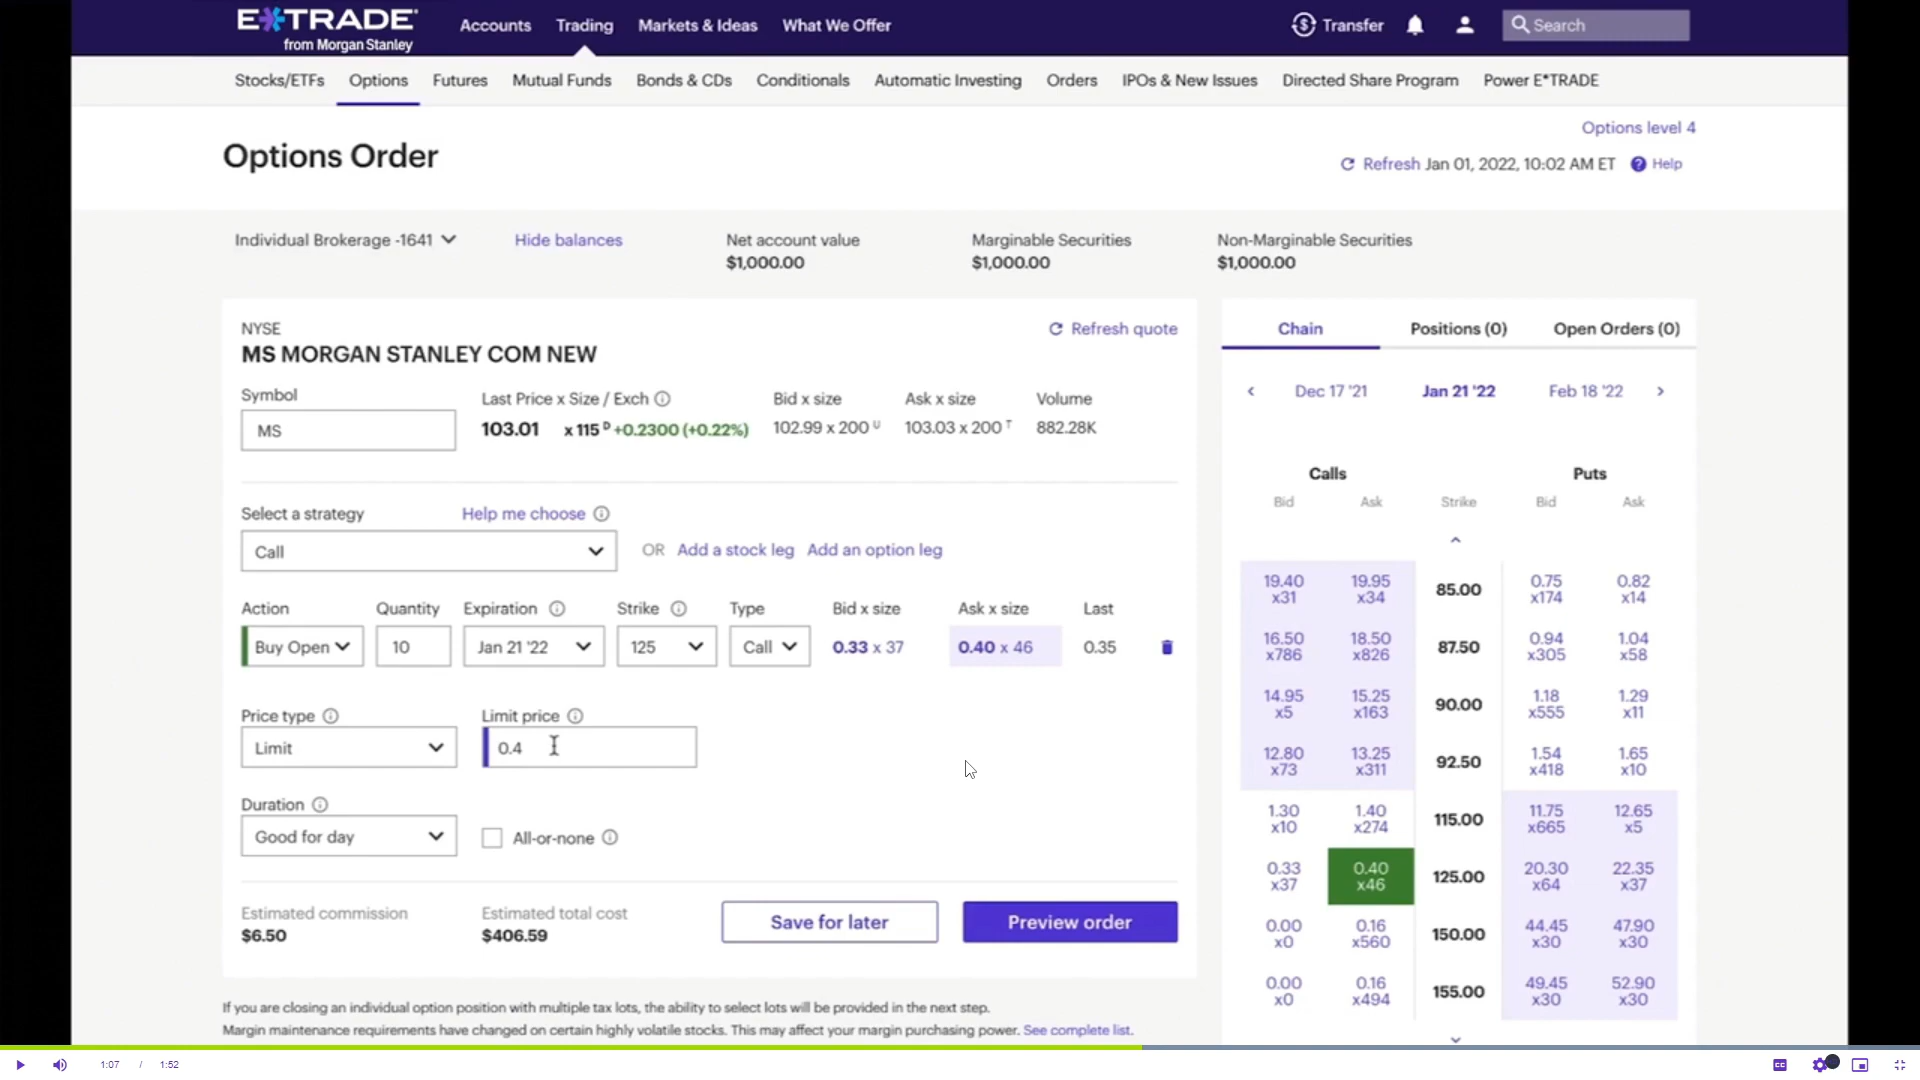 E*TRADE
from Morgan Stanley
Accounts Trading Markets & Ideas What We Offer Transfer Search
Stocks/ETFs Options Futures Mutual Funds Bonds & CDs Conditionals Automatic Investing Orders IPOs & New Issues Directed Share Program Power E*TRADE
Options level 4
Options Order
Refresh Jan 01, 2022, 10:02 AM ET Help
Individual Brokerage -1641 Hide balances Net account value Marginable Securities Non-Marginable Securities
$1,000.00 $1,000.00 $1,000.00
NYSE Refresh quote
MS MORGAN STANLEY COM NEW
Symbol Last Price x Size / Exch Bid x size Ask x size Volume
MS 103.01 x 115 D +0.2300 (+0.22%) 102.99 x 200 U 103.03 x 200 T 882.28K
Select a strategy Help me choose
Call OR Add a stock leg Add an option leg
Action Quantity Expiration Strike Type Bid x size Ask x size Last
Buy Open 10 Jan 21 '22 125 Call 0.33 x 37 0.40 x 46 0.35
Price type Limit price
Limit 0.4
Duration
Good for day All-or-none
Estimated commission Estimated total cost
$6.50 $406.59
Save for later Preview order
Chain Positions (0) Open Orders (0)
Dec 17 '21 Jan 21 '22 Feb 18 '22
Calls Puts
Bid Ask Strike Bid Ask
19.40 19.95 85.00 0.75 0.82
x31 x34 x174 x14
16.50 18.50 87.50 0.94 1.04
x786 x826 x305 x58
14.95 15.25 90.00 1.18 1.29
x5 x163 x555 x11
12.80 13.25 92.50 1.54 1.65
x73 x311 x418 x10
1.30 1.40 115.00 11.75 12.65
x10 x274 x665 x5
0.33 0.40 125.00 20.30 22.35
x37 x46 x64 x37
0.00 0.16 150.00 44.45 47.90
x0 x560 x30 x30
0.00 0.16 155.00 49.45 52.90
x0 x494 x30 x30
If you are closing an individual option position with multiple tax lots, the ability to select lots will be provided in the next step.
Margin maintenance requirements have changed on certain highly volatile stocks. This may affect your margin purchasing power. See complete list.
1:07 / 1:52 CC